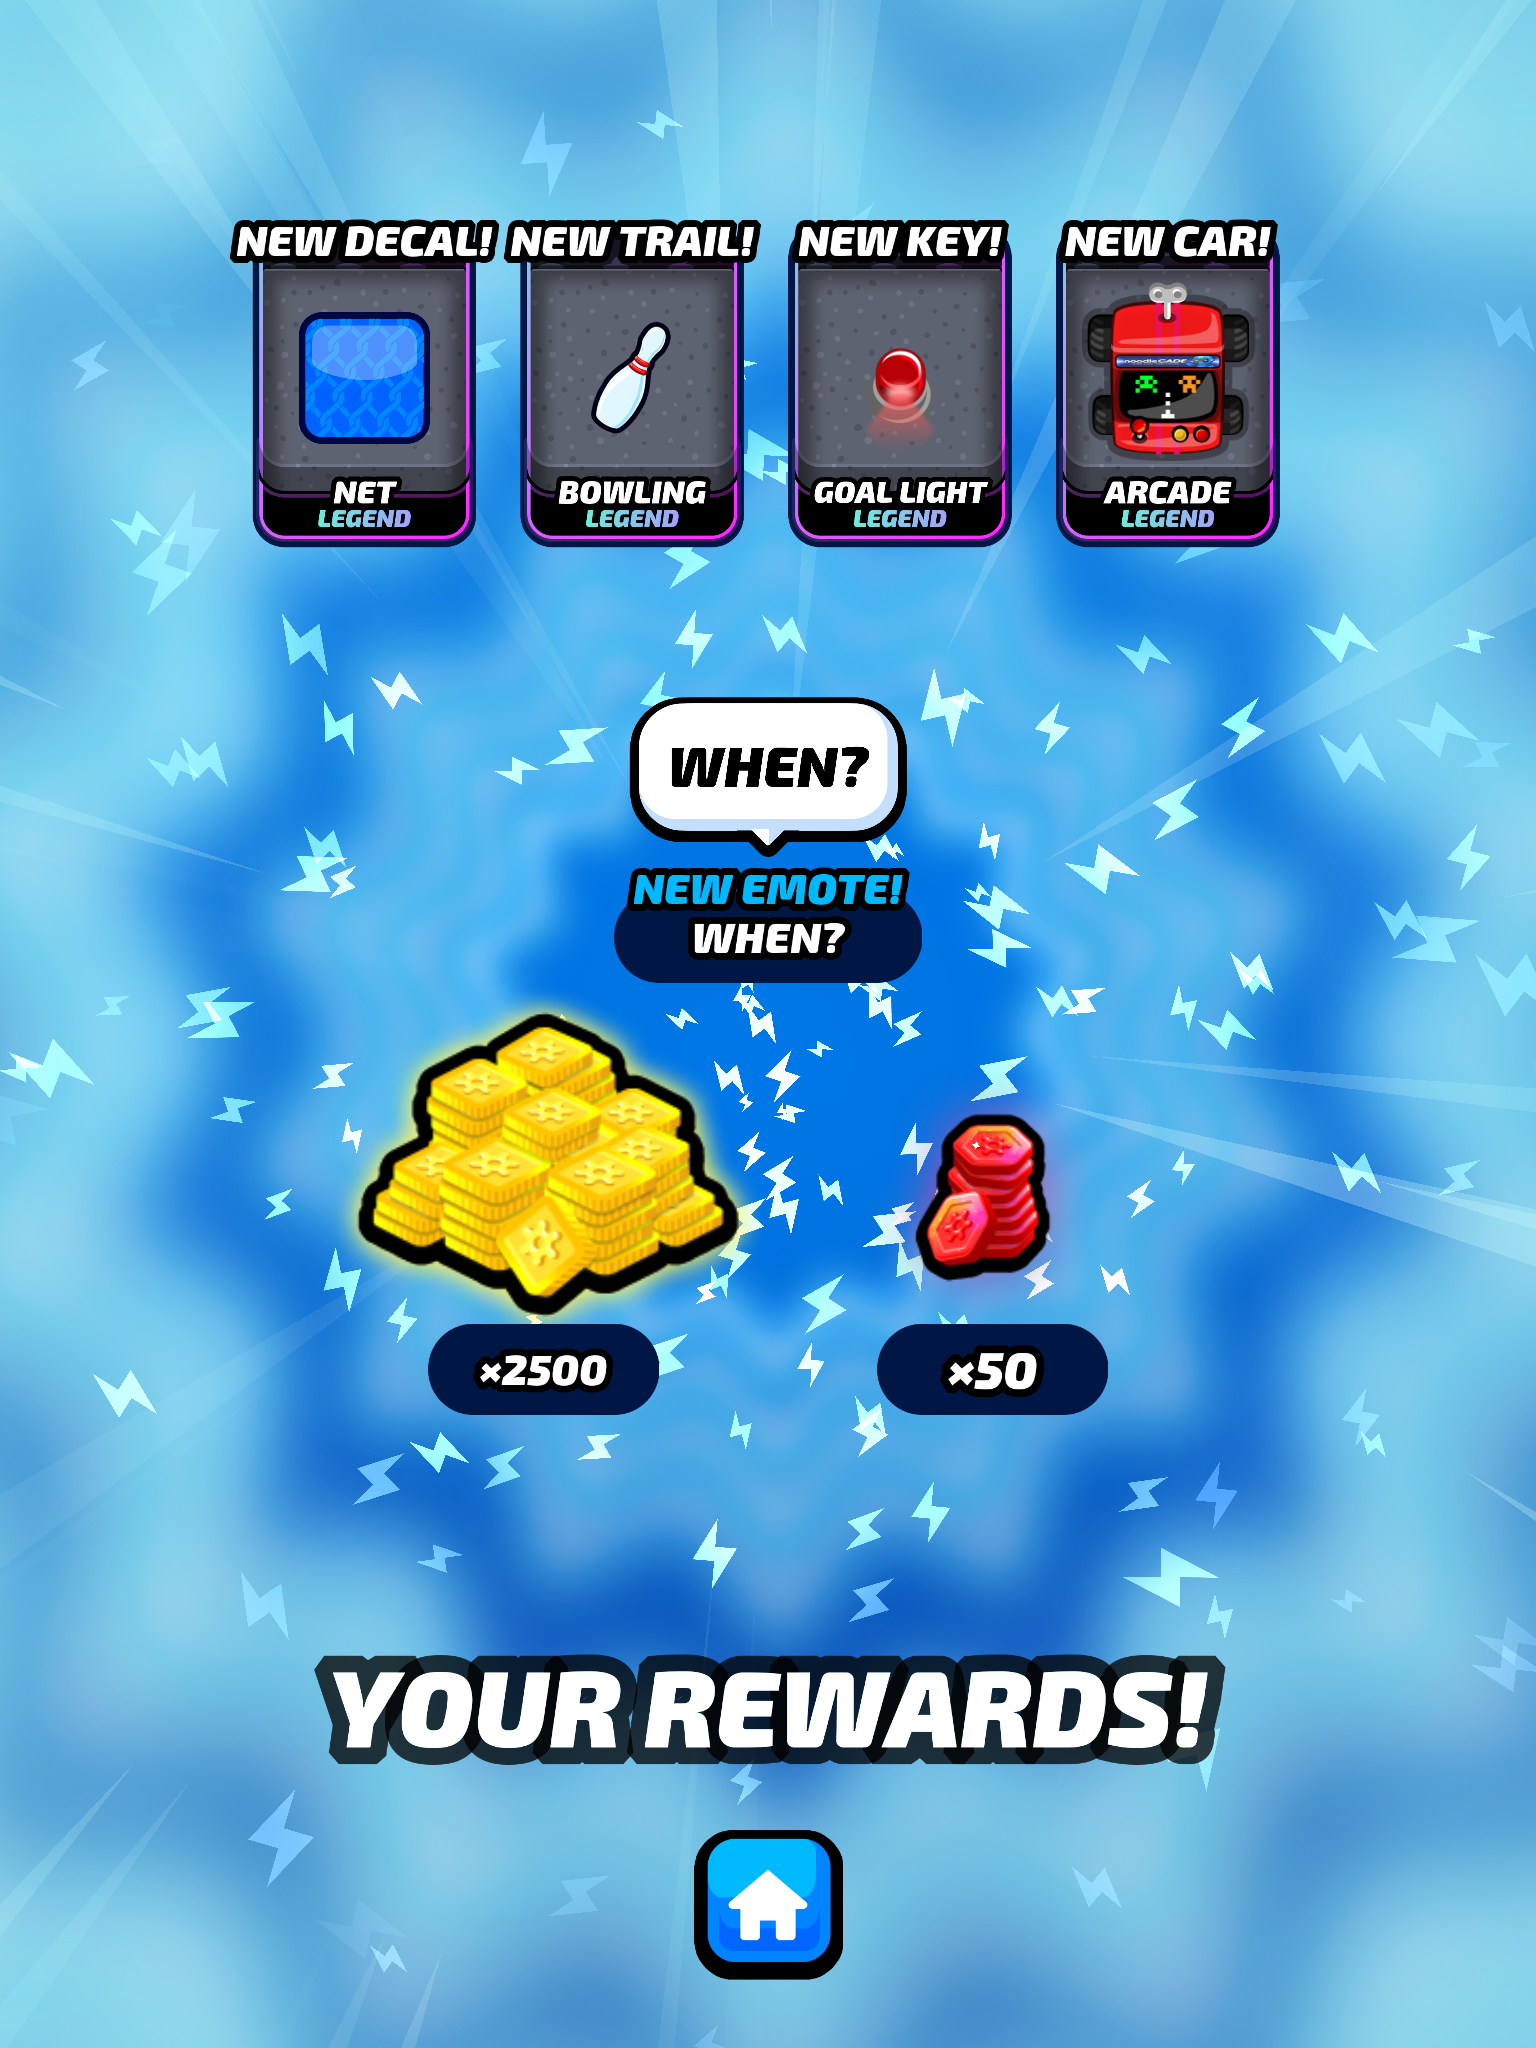 NEW DECAL!
NET
LEGEND
NEW TRAIL!
BOWLING
LEGEND
NEW KEY!
GOAL LIGHT
LEGEND
NEW CAR!
noodleCADE
ARCADE
LEGEND
WHEN?
NEW EMOTE!
WHEN?
×2500
×50
YOUR REWARDS!